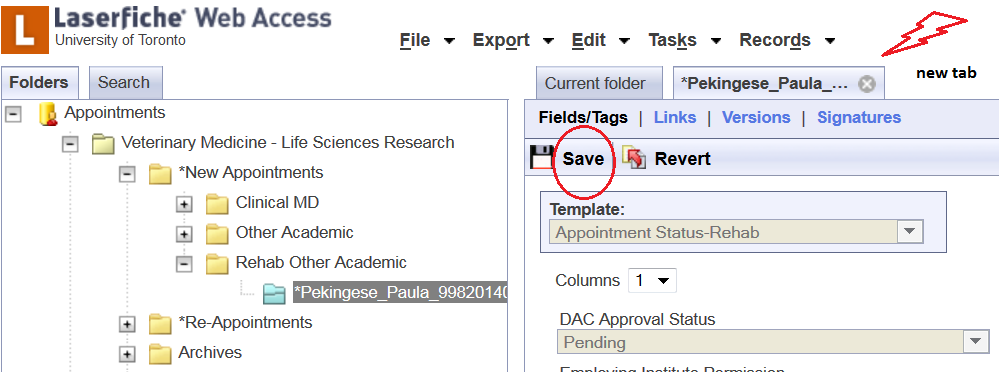 Laserfiche® Web Access
University of Toronto
File Export Edit Tasks Records
new tab
Folders Search
Appointments
Veterinary Medicine - Life Sciences Research
*New Appointments
Clinical MD
Other Academic
Rehab Other Academic
*Pekingese_Paula_99820140
*Re-Appointments
Archives
Current folder *Pekingese_Paula_...
Fields/Tags | Links | Versions | Signatures
Save Revert
Template:
Appointment Status-Rehab
Columns 1
DAC Approval Status
Pending
Employing Institute Permission